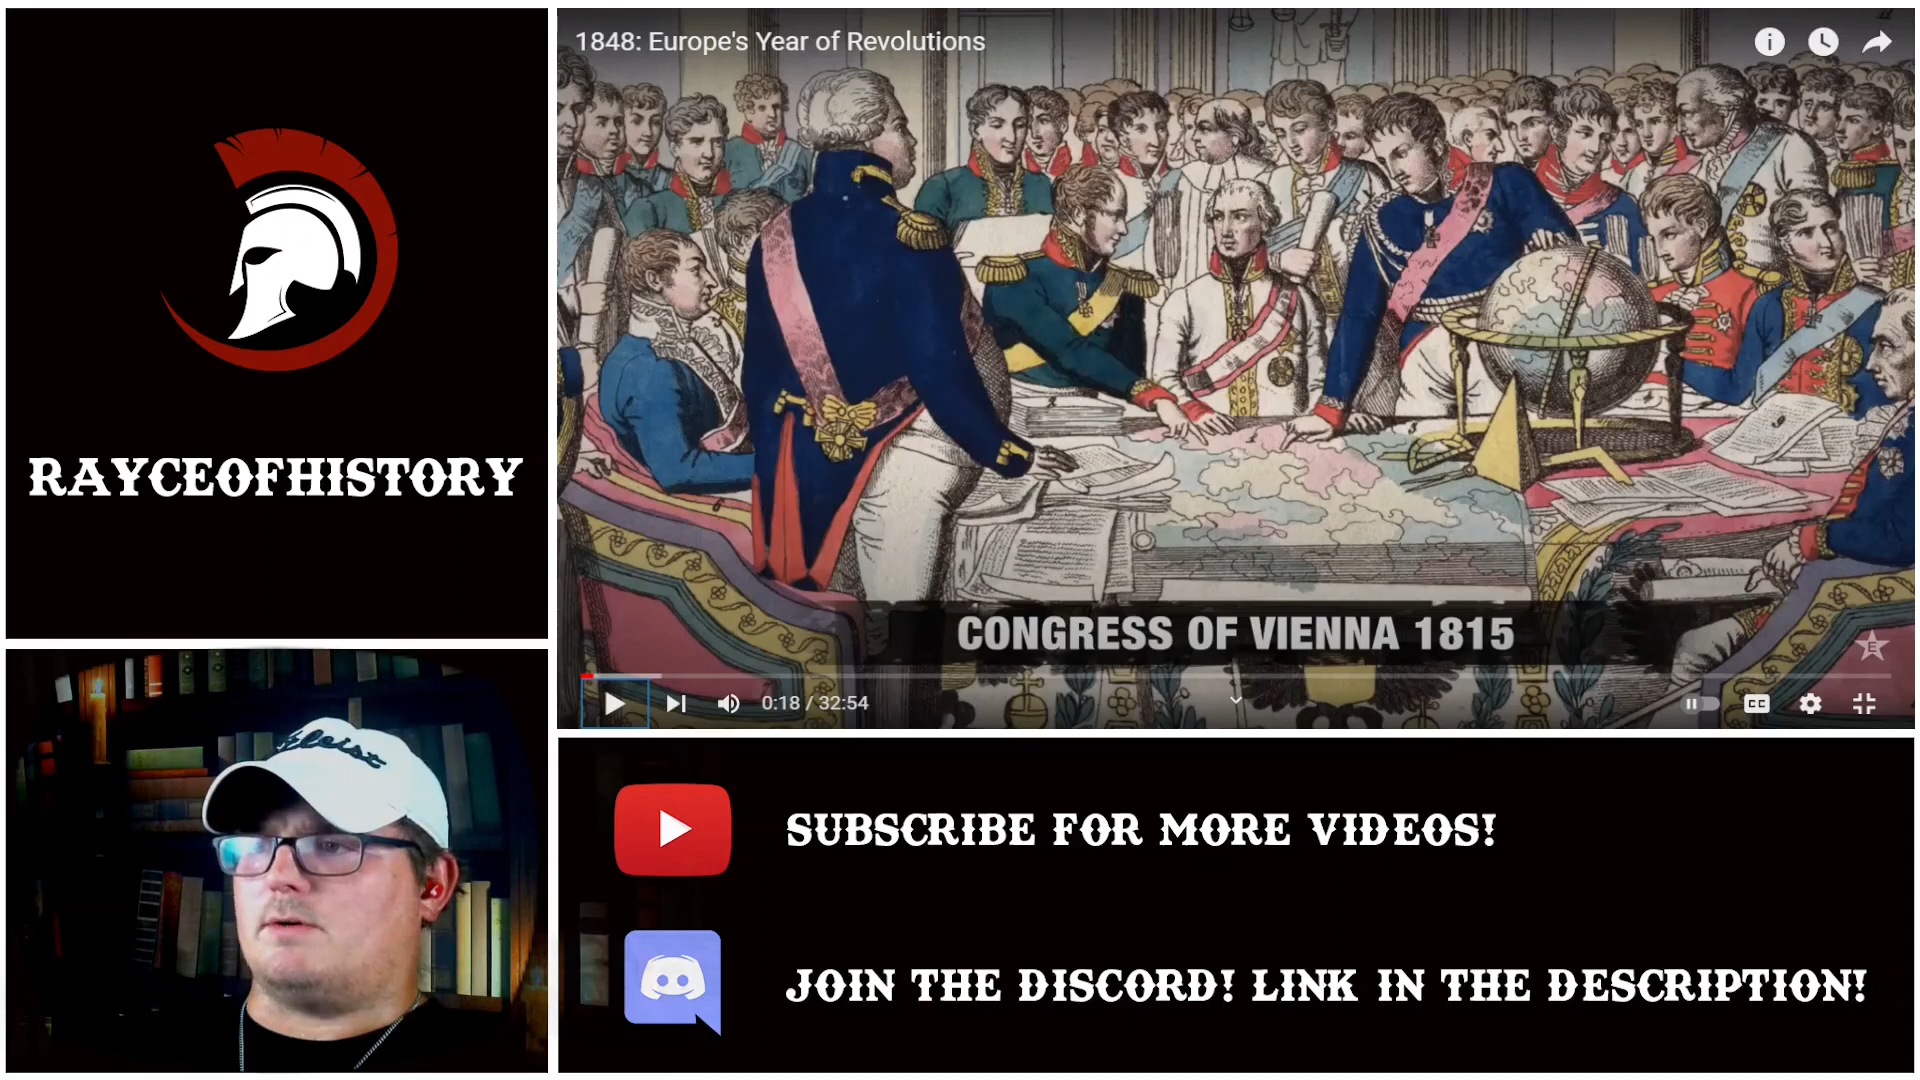 1848: Europe's Year of Revolutions
RAYCEOFHISTORY
CONGRESS OF VIENNA 1815
E
0:18 / 32:54
CC
SUBSCRIBE FOR MORE VIDEOS!
JOIN THE DISCORD! LINK IN THE DESCRIPTION!